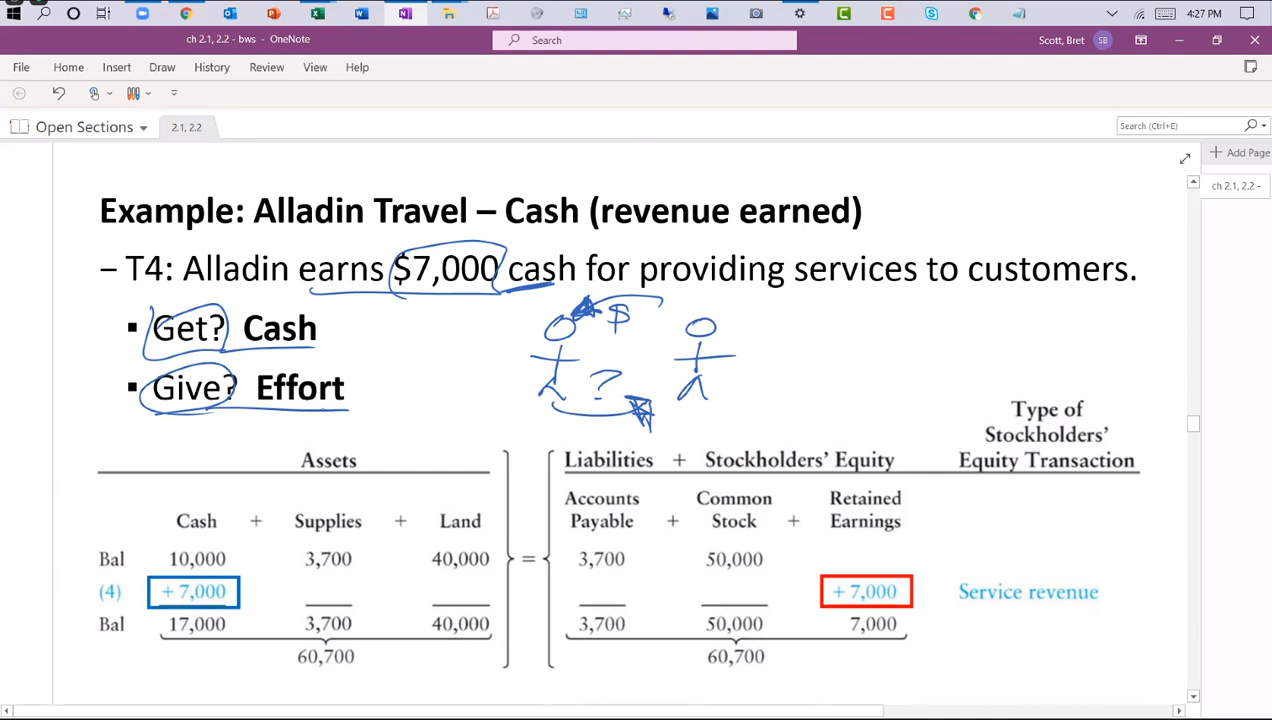 4:27 PM
ch 2.1, 2.2 - bws - OneNote
Search
Scott, Bret
SB
File Home Insert Draw History Review View Help
Open Sections
2.1, 2.2
Search (Ctrl+E)
Add Page
ch 2.1, 2.2 -
Example: Alladin Travel – Cash (revenue earned)
– T4: Alladin earns $7,000 cash for providing services to customers.
▪ Get? Cash
$
▪ Give? Effort
?
Type of
Stockholders'
Assets Liabilities + Stockholders' Equity Equity Transaction
Accounts Common Retained
Cash + Supplies + Land Payable + Stock + Earnings
Bal 10,000 3,700 40,000 = 3,700 50,000
(4) + 7,000 + 7,000 Service revenue
Bal 17,000 3,700 40,000 3,700 50,000 7,000
60,700 60,700